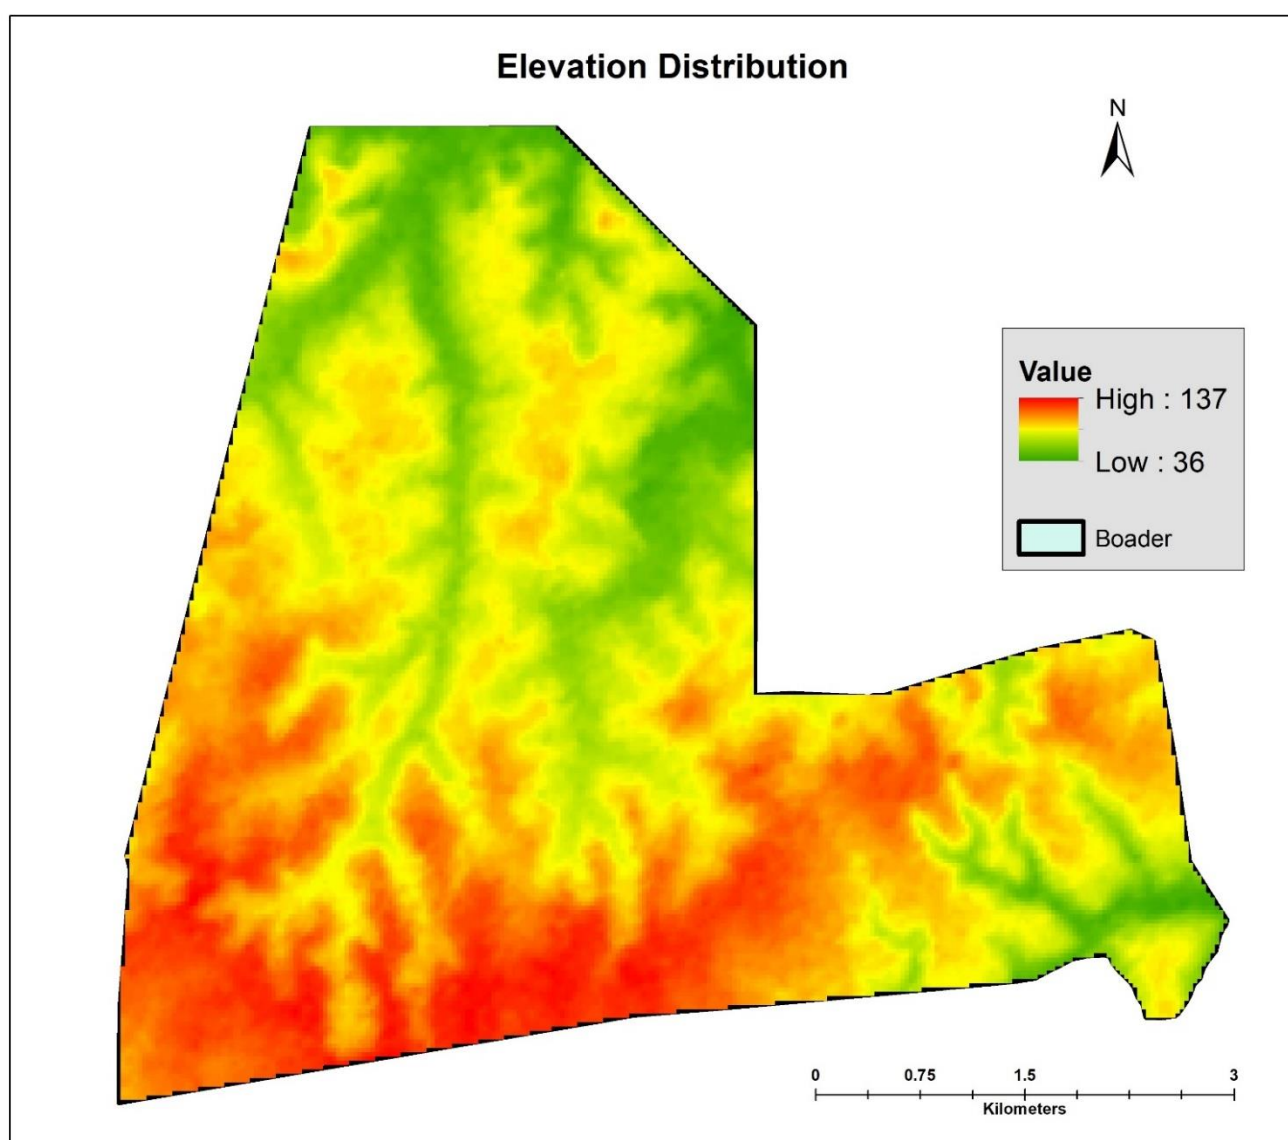 Elevation Distribution
N
Value
High : 137
Low : 36
Boader
0 0.75 1.5 3
Kilometers